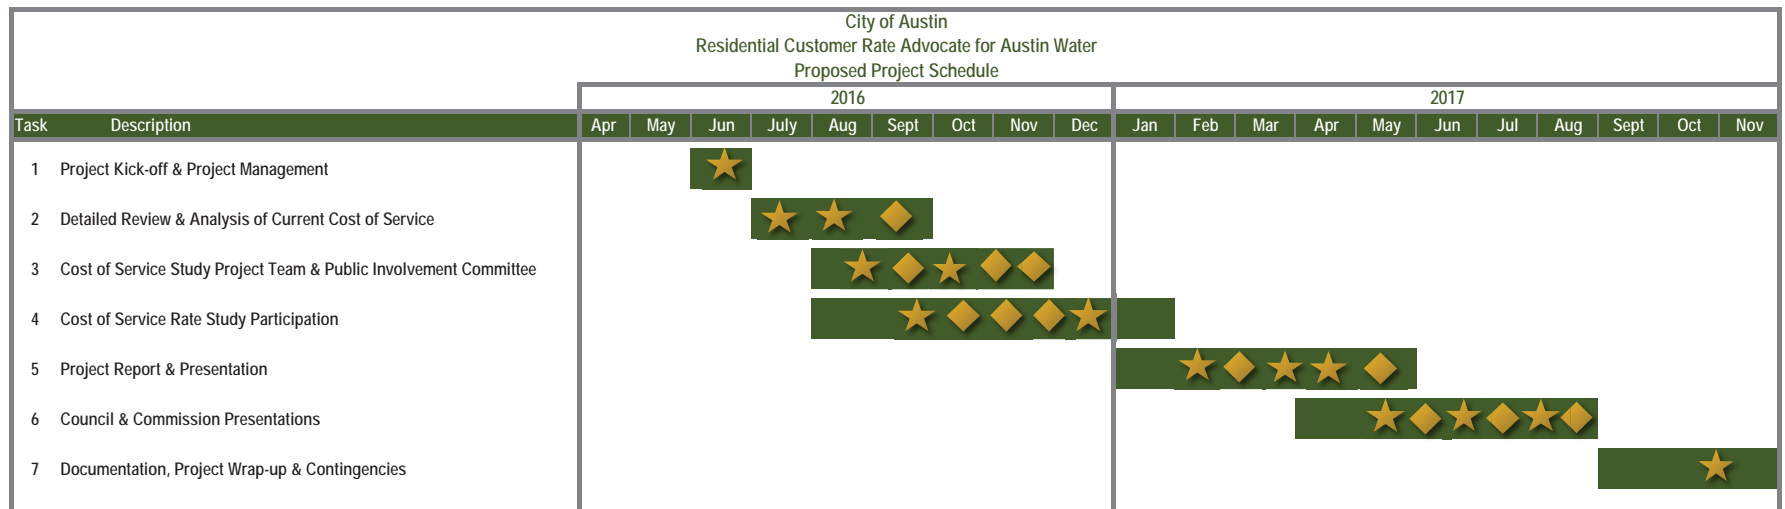 City of Austin
Residential Customer Rate Advocate for Austin Water
Proposed Project Schedule
2016 2017
Task Description Apr May Jun July Aug Sept Oct Nov Dec Jan Feb Mar Apr May Jun Jul Aug Sept Oct Nov
1 Project Kick-off & Project Management
2 Detailed Review & Analysis of Current Cost of Service
3 Cost of Service Study Project Team & Public Involvement Committee
4 Cost of Service Rate Study Participation
5 Project Report & Presentation
6 Council & Commission Presentations
7 Documentation, Project Wrap-up & Contingencies